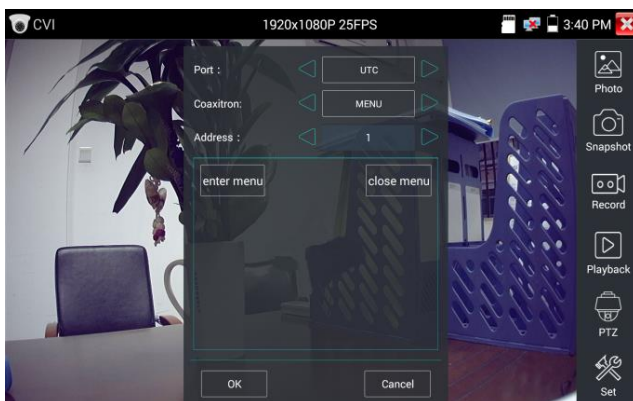 CVI 1920x1080P 25FPS 3:40 PM
Port : UTC
Coaxitron: MENU
Address : 1
enter menu close menu
OK Cancel
Photo
Snapshot
Record
Playback
PTZ
Set